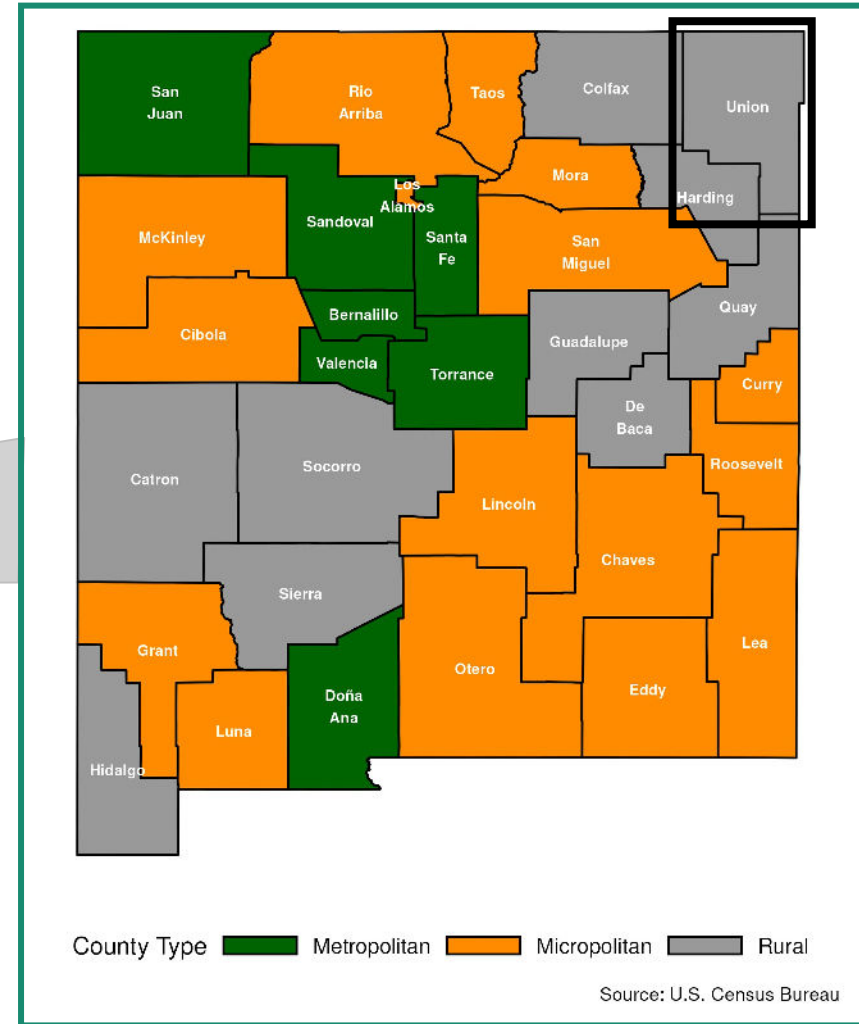 San
Juan
Rio
Arriba
Taos
Colfax
Union
Mora
Harding
Los
Alamos
McKinley
Sandoval
Santa
Fe
San
Miguel
Bernalillo
Quay
Cibola
Guadalupe
Valencia
Torrance
Curry
De
Baca
Roosevelt
Catron
Socorro
Lincoln
Chaves
Sierra
Grant
Lea
Otero
Doña
Ana
Eddy
Luna
Hidalgo
County Type Metropolitan Micropolitan Rural
Source: U.S. Census Bureau